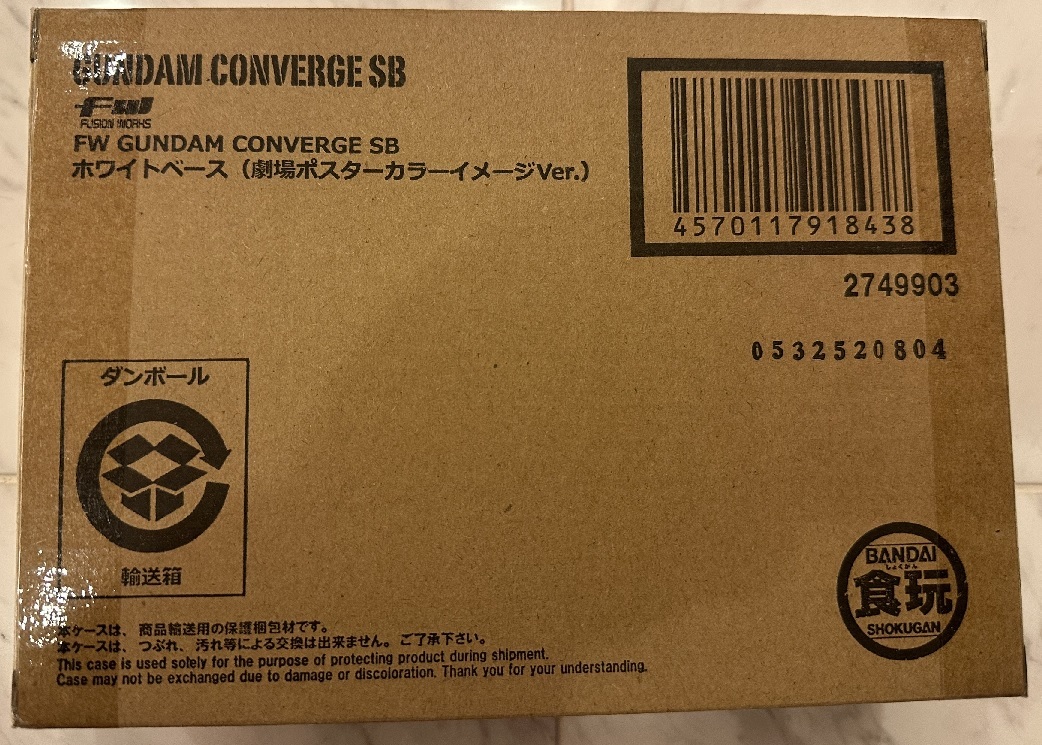 GUNDAM CONVERGE SB
FW
FUSION WORKS
FW GUNDAM CONVERGE SB
ホワイトベース（劇場ポスターカラーイメージVer.）
4570117918438
2749903
0532520804
ダンボール
輸送箱
BANDAI
しょくがん
食玩
SHOKUGAN
本ケースは、商品輸送用の保護梱包材です。
本ケースは、つぶれ、汚れ等による交換は出来ません。ご了承下さい。
This case is used solely for the purpose of protecting product during shipment.
Case may not be exchanged due to damage or discoloration. Thank you for your understanding.